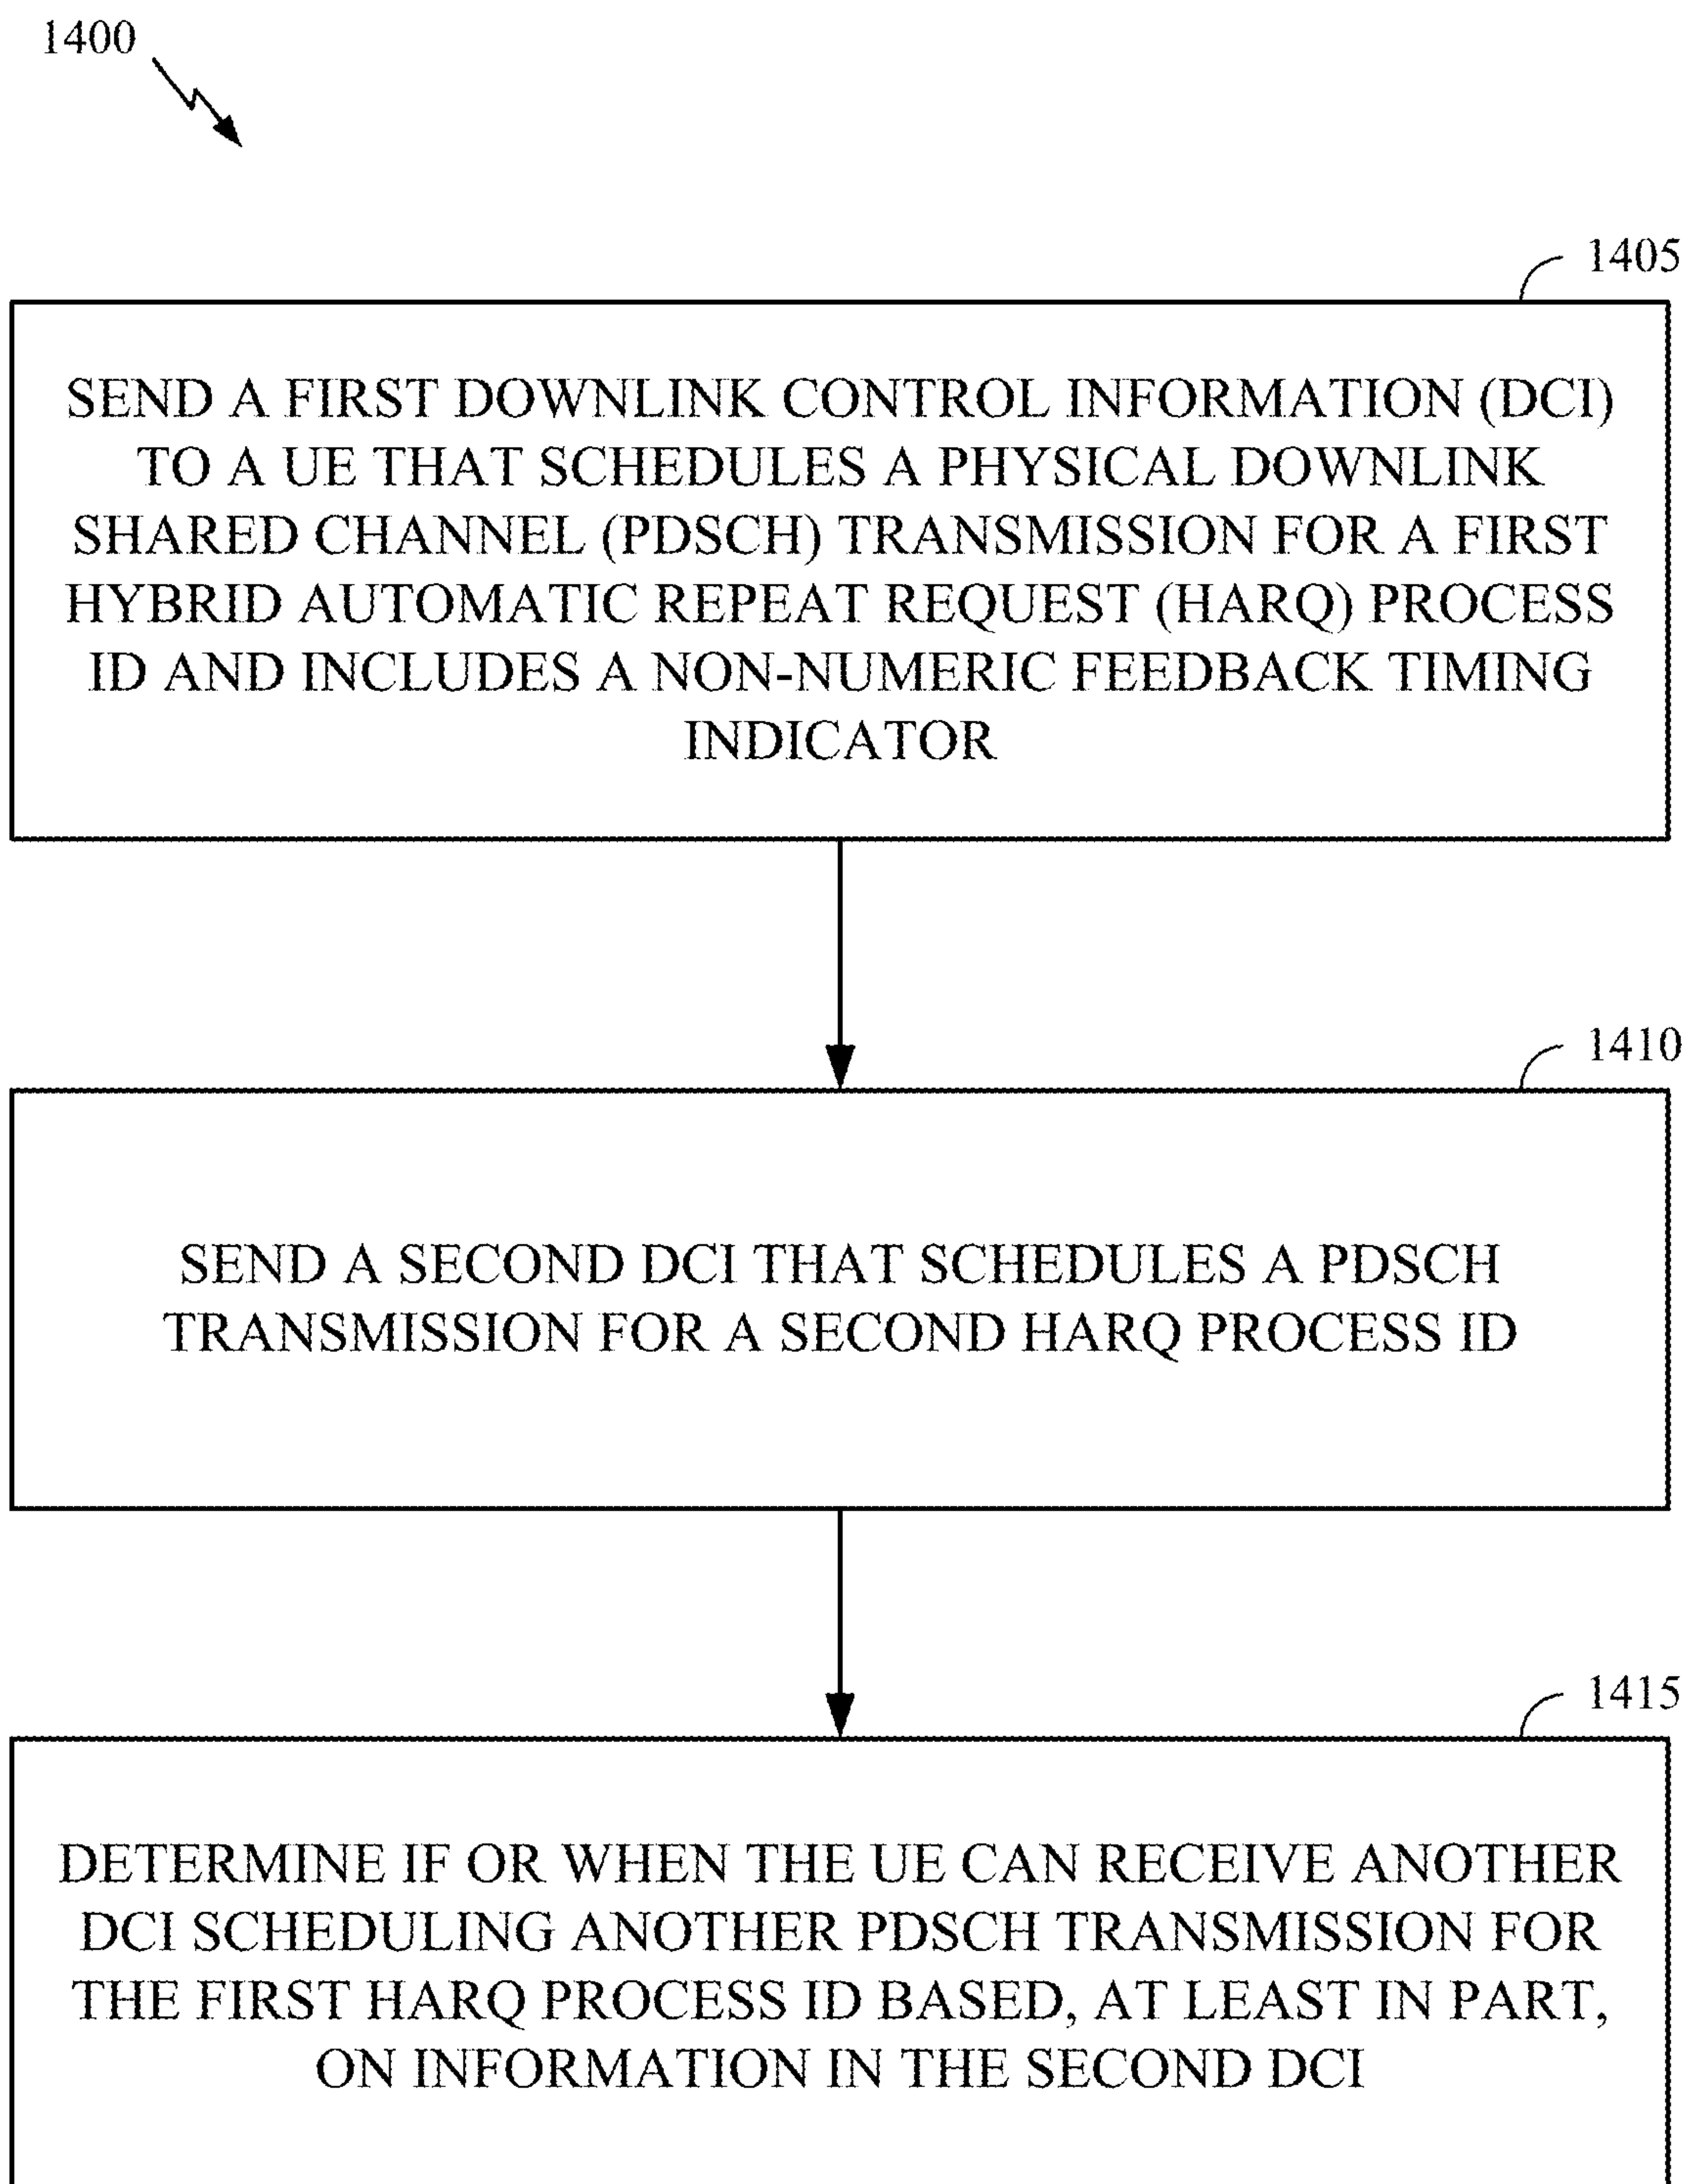 1400
1405
SEND A FIRST DOWNLINK CONTROL INFORMATION (DCI)
TO A UE THAT SCHEDULES A PHYSICAL DOWNLINK
SHARED CHANNEL (PDSCH) TRANSMISSION FOR A FIRST
HYBRID AUTOMATIC REPEAT REQUEST (HARQ) PROCESS
ID AND INCLUDES A NON-NUMERIC FEEDBACK TIMING
INDICATOR
1410
SEND A SECOND DCI THAT SCHEDULES A PDSCH
TRANSMISSION FOR A SECOND HARQ PROCESS ID
1415
DETERMINE IF OR WHEN THE UE CAN RECEIVE ANOTHER
DCI SCHEDULING ANOTHER PDSCH TRANSMISSION FOR
THE FIRST HARQ PROCESS ID BASED, AT LEAST IN PART,
ON INFORMATION IN THE SECOND DCI